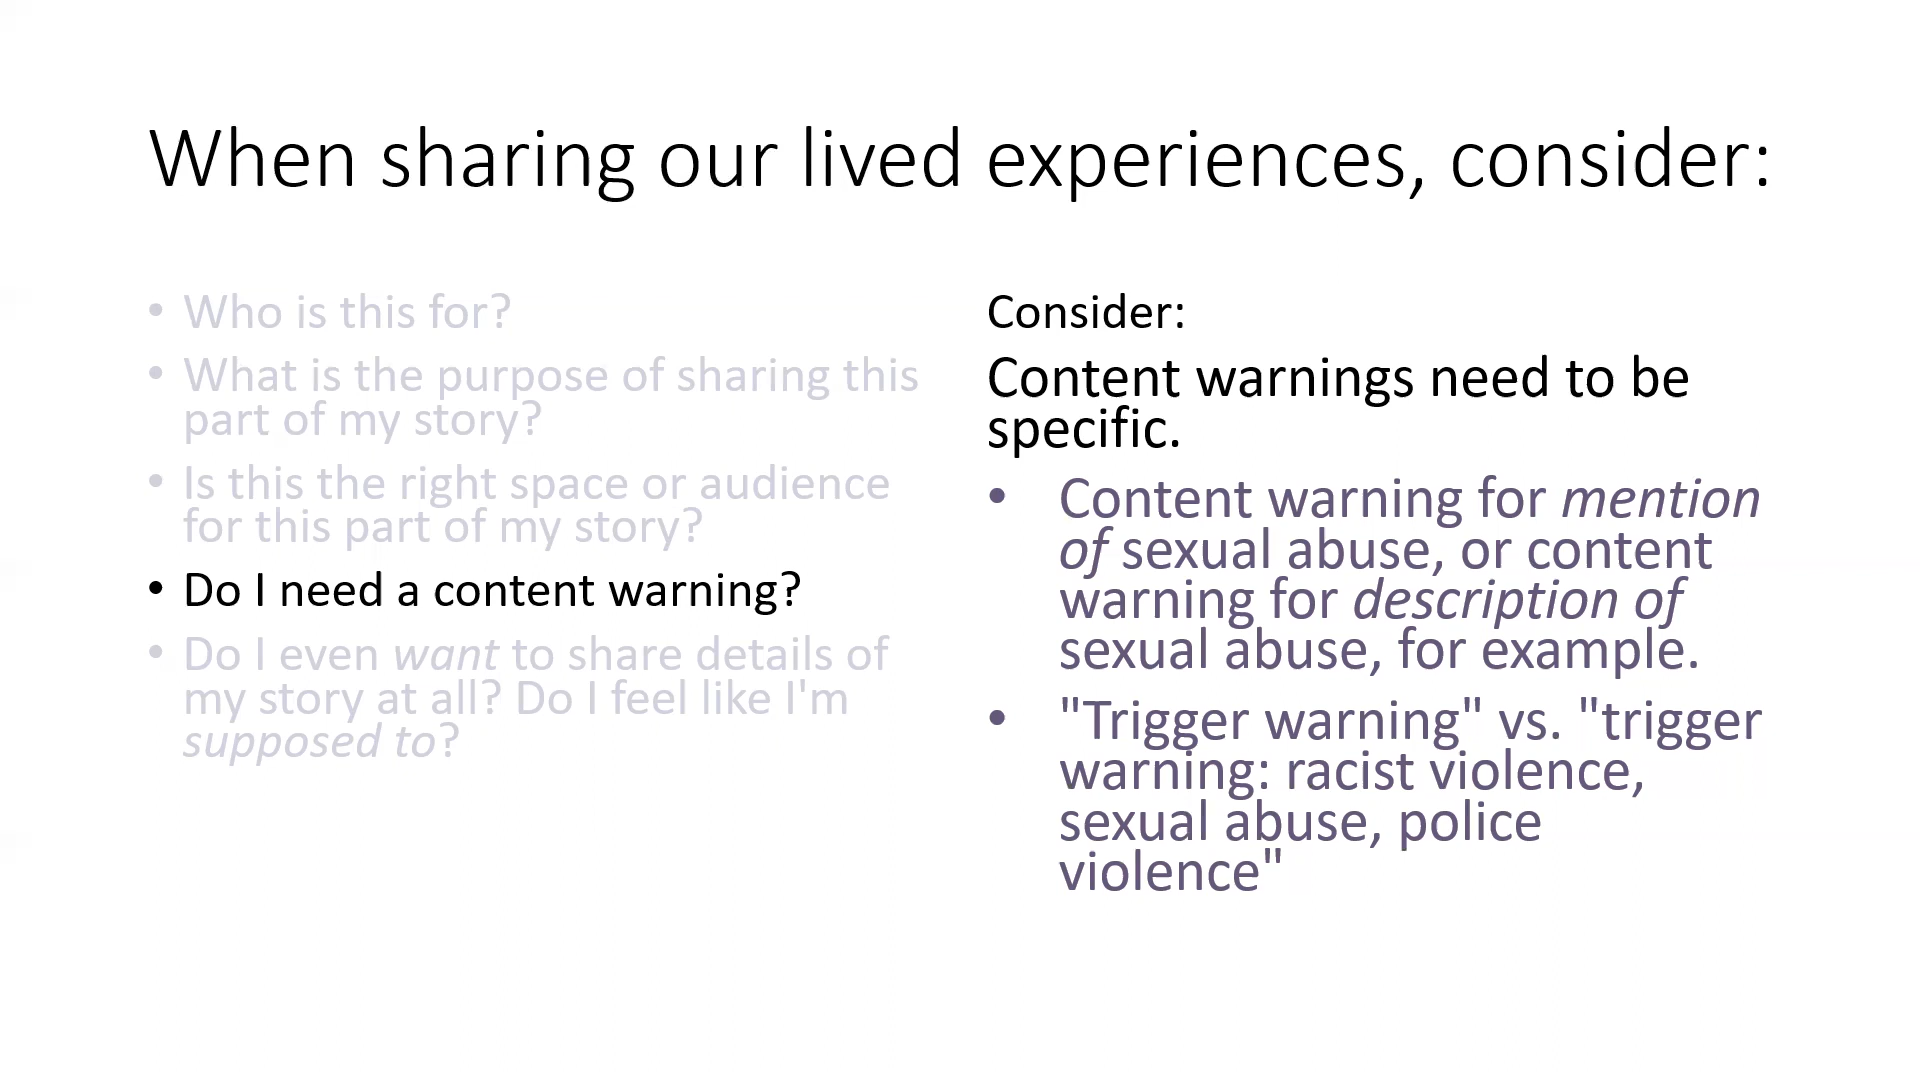 When sharing our lived experiences, consider:
• Who is this for?
• What is the purpose of sharing this
part of my story?
• Is this the right space or audience
for this part of my story?
• Do I need a content warning?
• Do I even want to share details of
my story at all? Do I feel like I'm
supposed to?
Consider:
Content warnings need to be
specific.
• Content warning for mention
of sexual abuse, or content
warning for description of
sexual abuse, for example.
• "Trigger warning" vs. "trigger
warning: racist violence,
sexual abuse, police
violence"